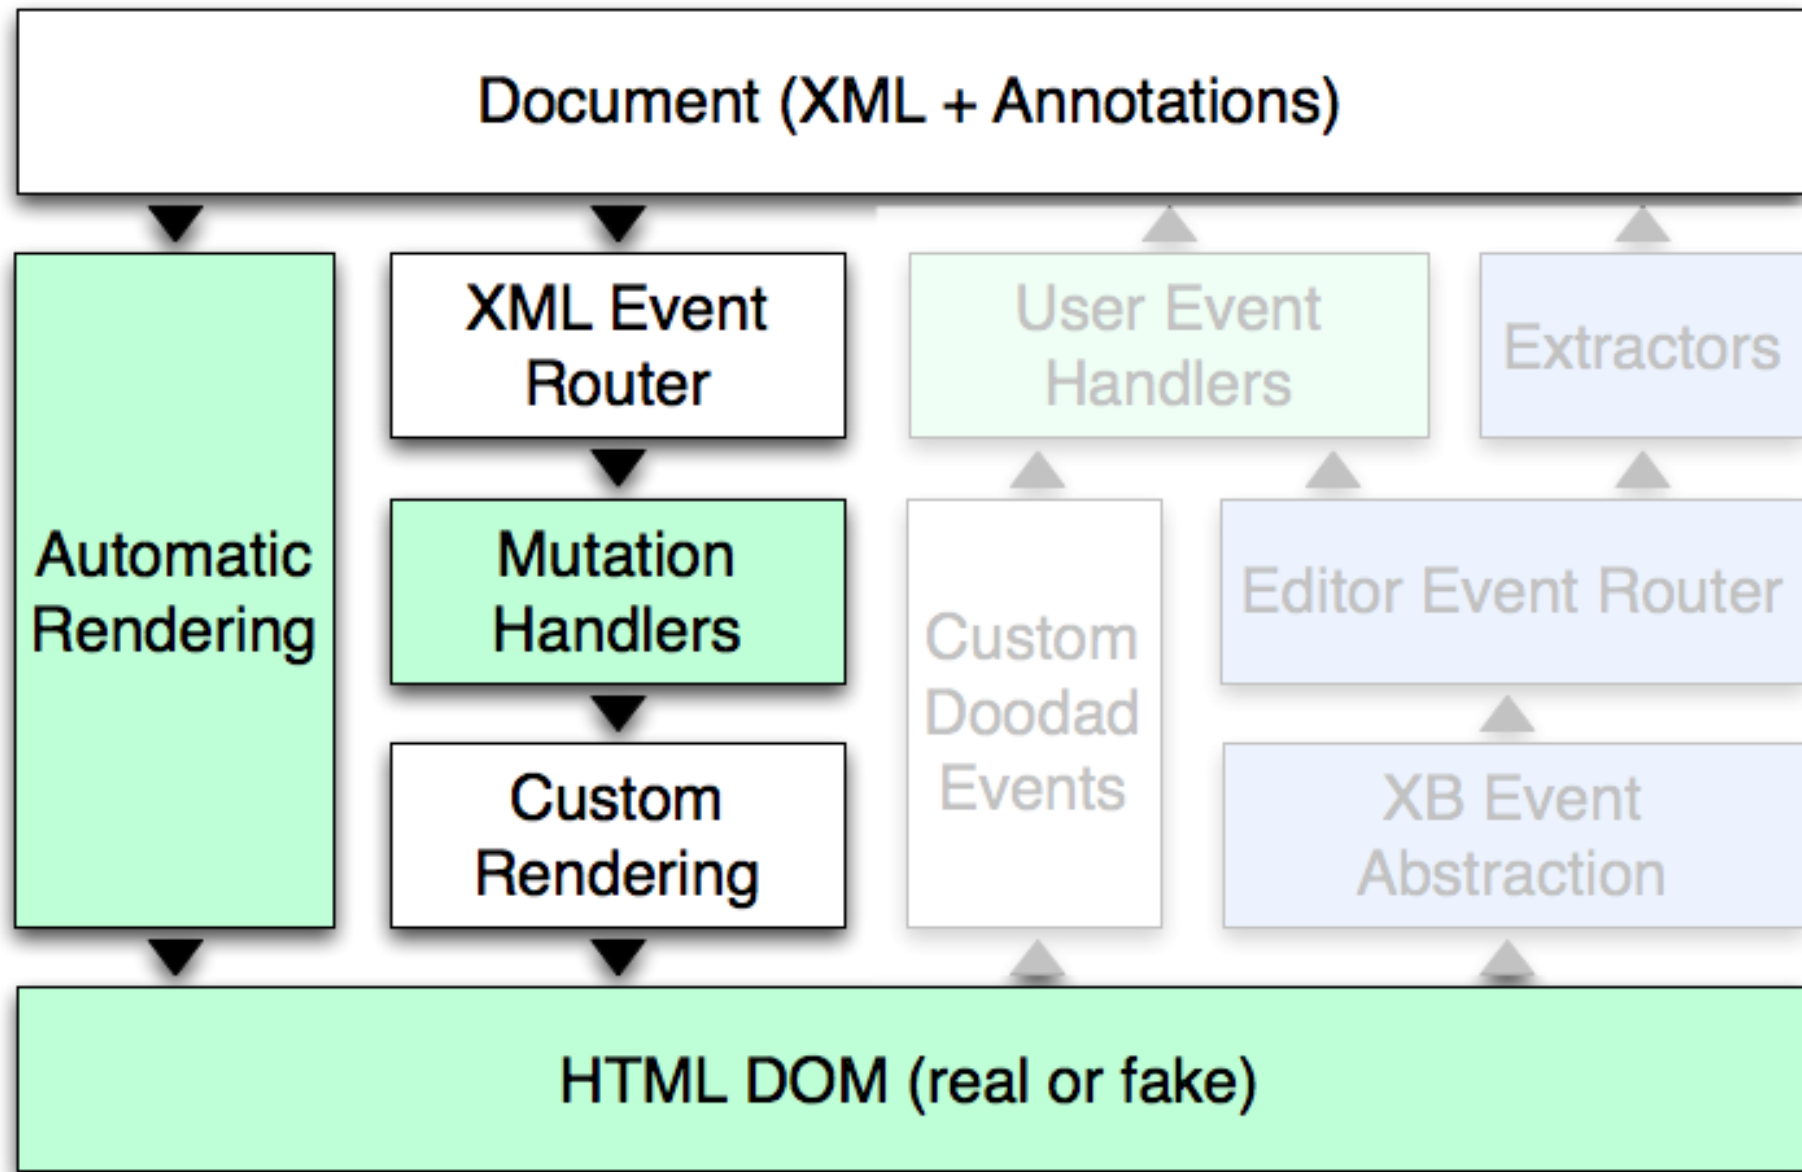 Document (XML + Annotations)
Automatic
Rendering
XML Event
Router
Mutation
Handlers
Custom
Rendering
User Event
Handlers
Extractors
Custom
Doodad
Events
Editor Event Router
XB Event
Abstraction
HTML DOM (real or fake)